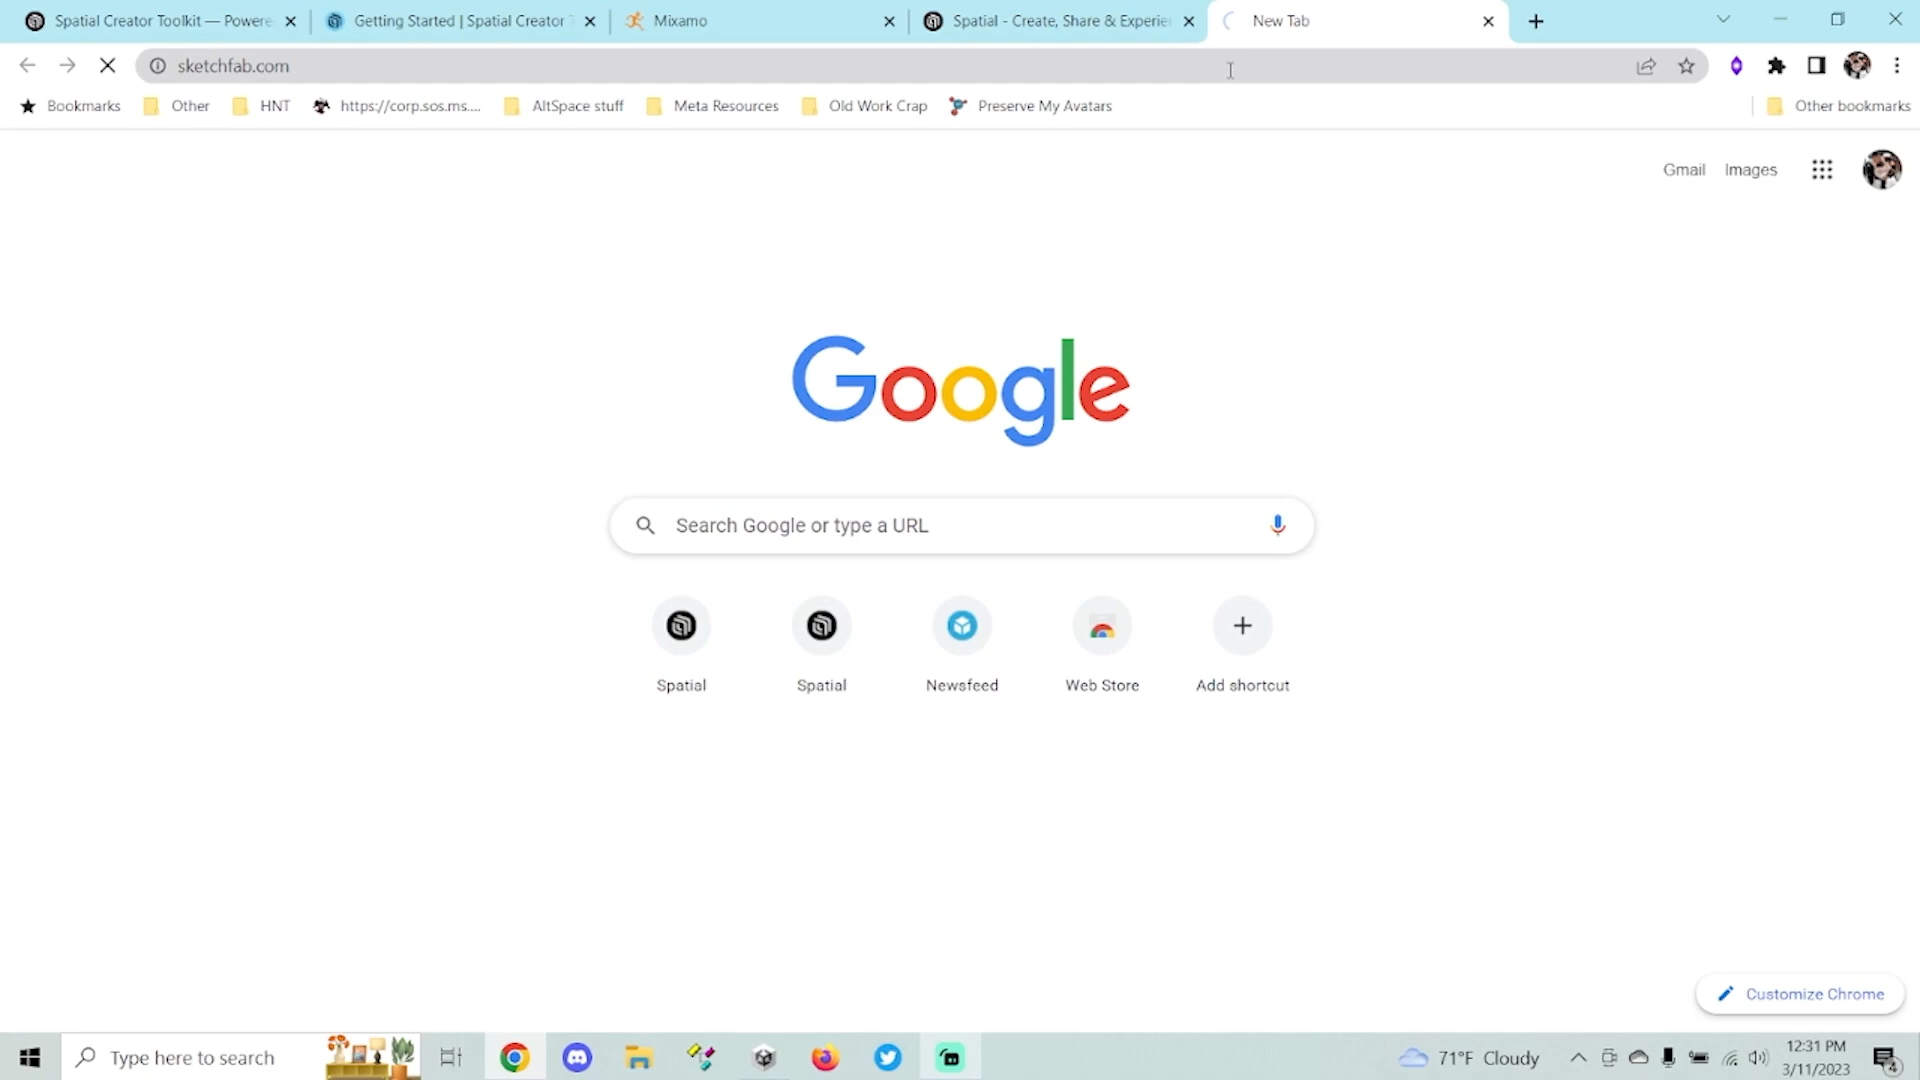 Spatial Creator Toolkit — Powere
Getting Started | Spatial Creator T
Mixamo
Spatial - Create, Share & Experien
New Tab
sketchfab.com
Bookmarks
Other
HNT
https://corp.sos.ms....
AltSpace stuff
Meta Resources
Old Work Crap
Preserve My Avatars
Other bookmarks
Gmail
Images
Google
Search Google or type a URL
Spatial
Spatial
Newsfeed
Web Store
Add shortcut
Customize Chrome
Type here to search
71°F Cloudy
12:31 PM
3/11/2023
4